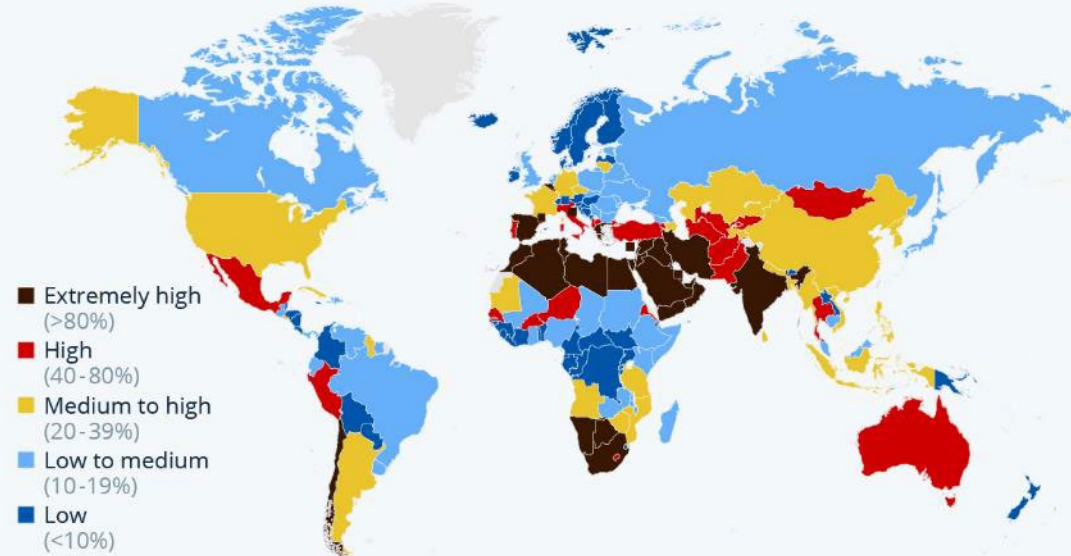 Extremely high
(>80%)
High
(40-80%)
Medium to high
(20-39%)
Low to medium
(10-19%)
Low
(<10%)